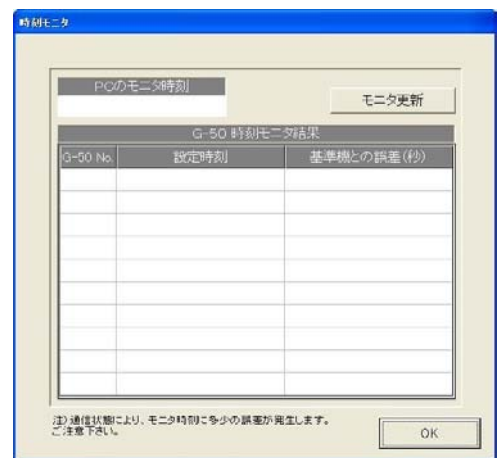 時刻モニタ
PCのモニタ時刻
モニタ更新
G-50 時刻モニタ結果
G-50 No. 設定時刻 基準機との誤差(秒)
注)通信状態により、モニタ時刻に多少の誤差が発生します。
ご注意下さい。
OK